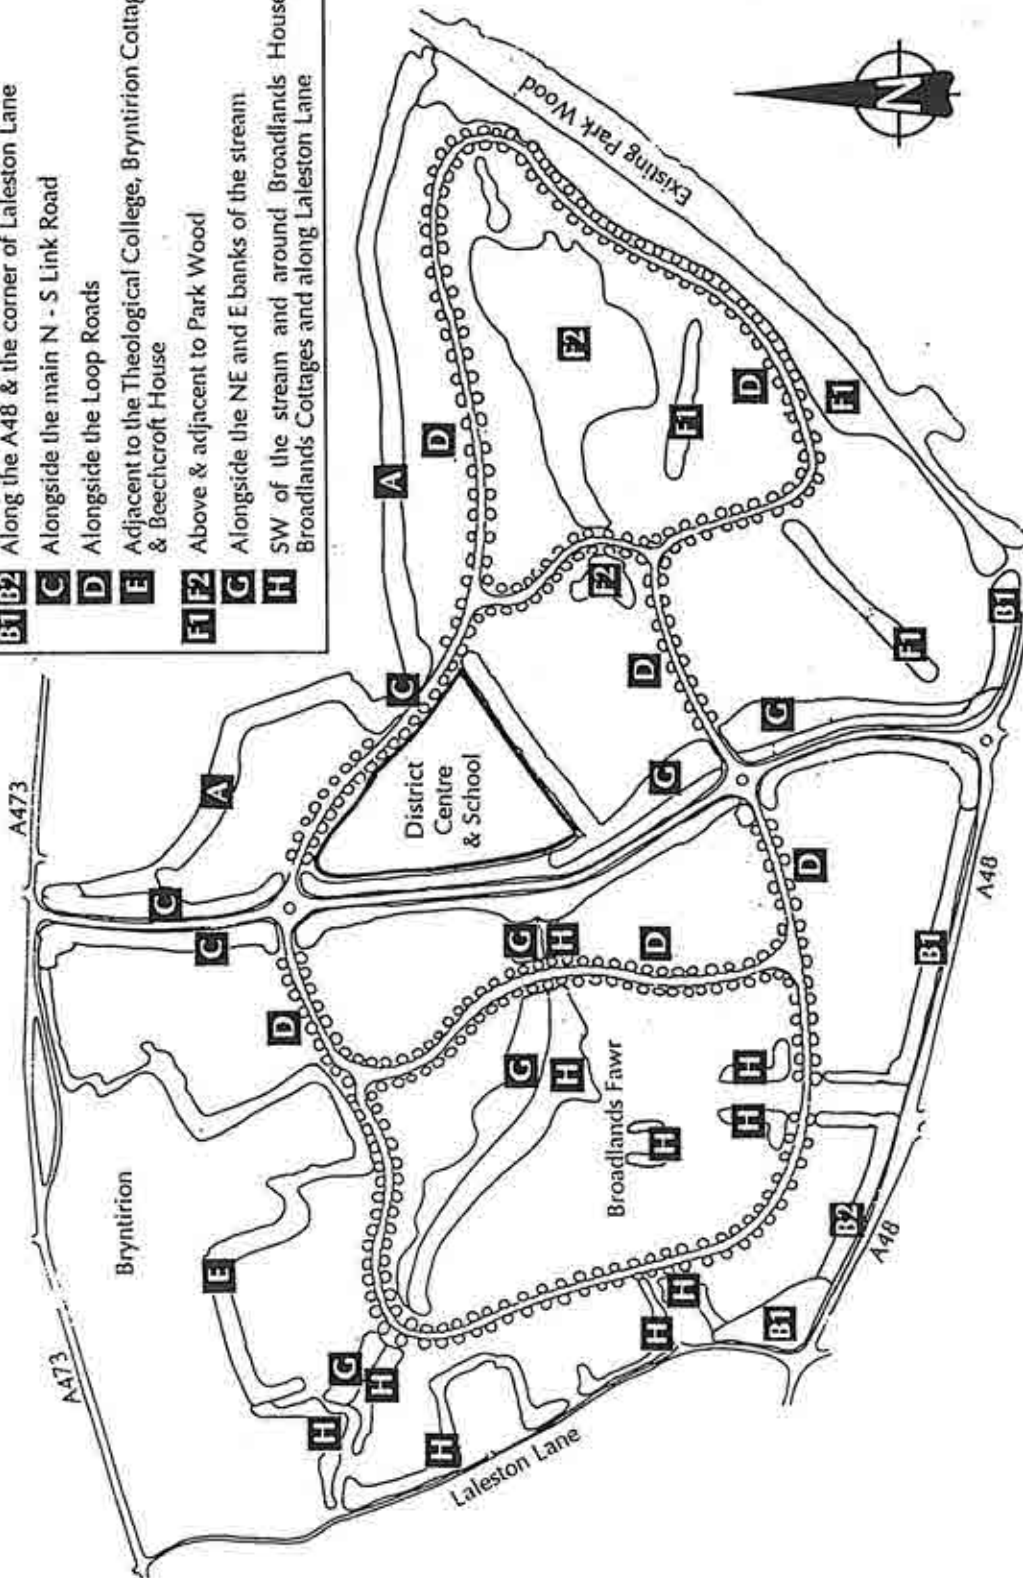 B1 B2 Along the A48 & the corner of Laleston Lane
C Alongside the main N - S Link Road
D Alongside the Loop Roads
E Adjacent to the Theological College, Bryntirion
& Beechcroft House
F1 F2 Above & adjacent to Park Wood
G Alongside the NE and E banks of the stream
H SW of the stream and around Broadlands
Broadlands Cottages and along Laleston Lane
A473
A473
Bryntirion
E
A
A
C
C
C
D
D
District
Centre
& School
Existing Park Wood
N
G
H
H
H
Laleston Lane
G
H
G
H
D
Broadlands Fawr
H
H
H
H
H
B1
B2
A48
D
B1
A48
G
G
D
F2
F2
F1
D
F1
F1
B1